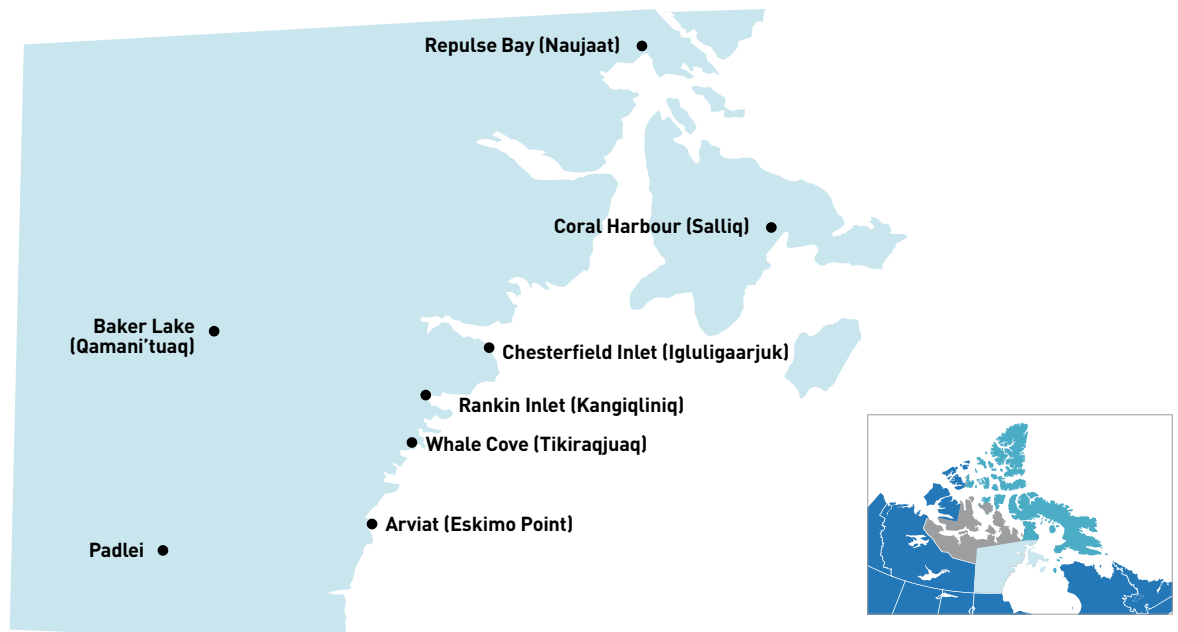 Repulse Bay (Naujaat)
Coral Harbour (Salliq)
Baker Lake
(Qamani’tuaq)
Chesterfield Inlet (Igluligaarjuk)
Rankin Inlet (Kangiqliniq)
Whale Cove (Tikiraqjuaq)
Arviat (Eskimo Point)
Padlei